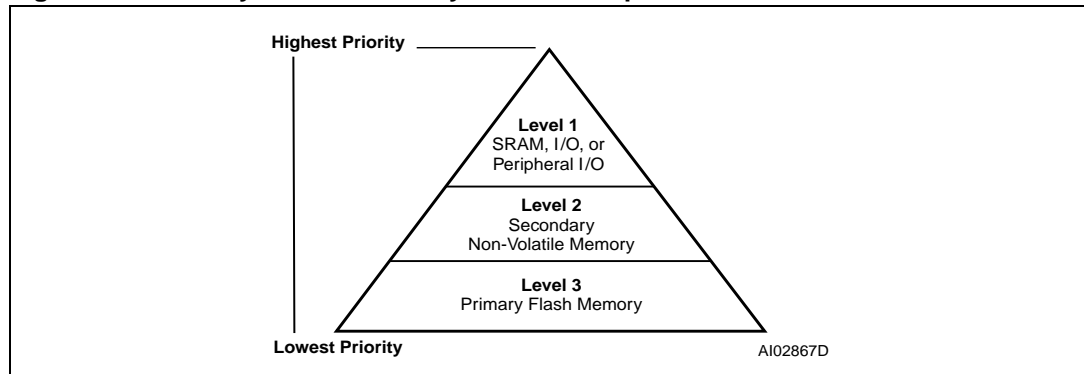 Highest Priority
Level 1
SRAM, I/O, or
Peripheral I/O
Level 2
Secondary
Non-Volatile Memory
Level 3
Primary Flash Memory
Lowest Priority
AI02867D